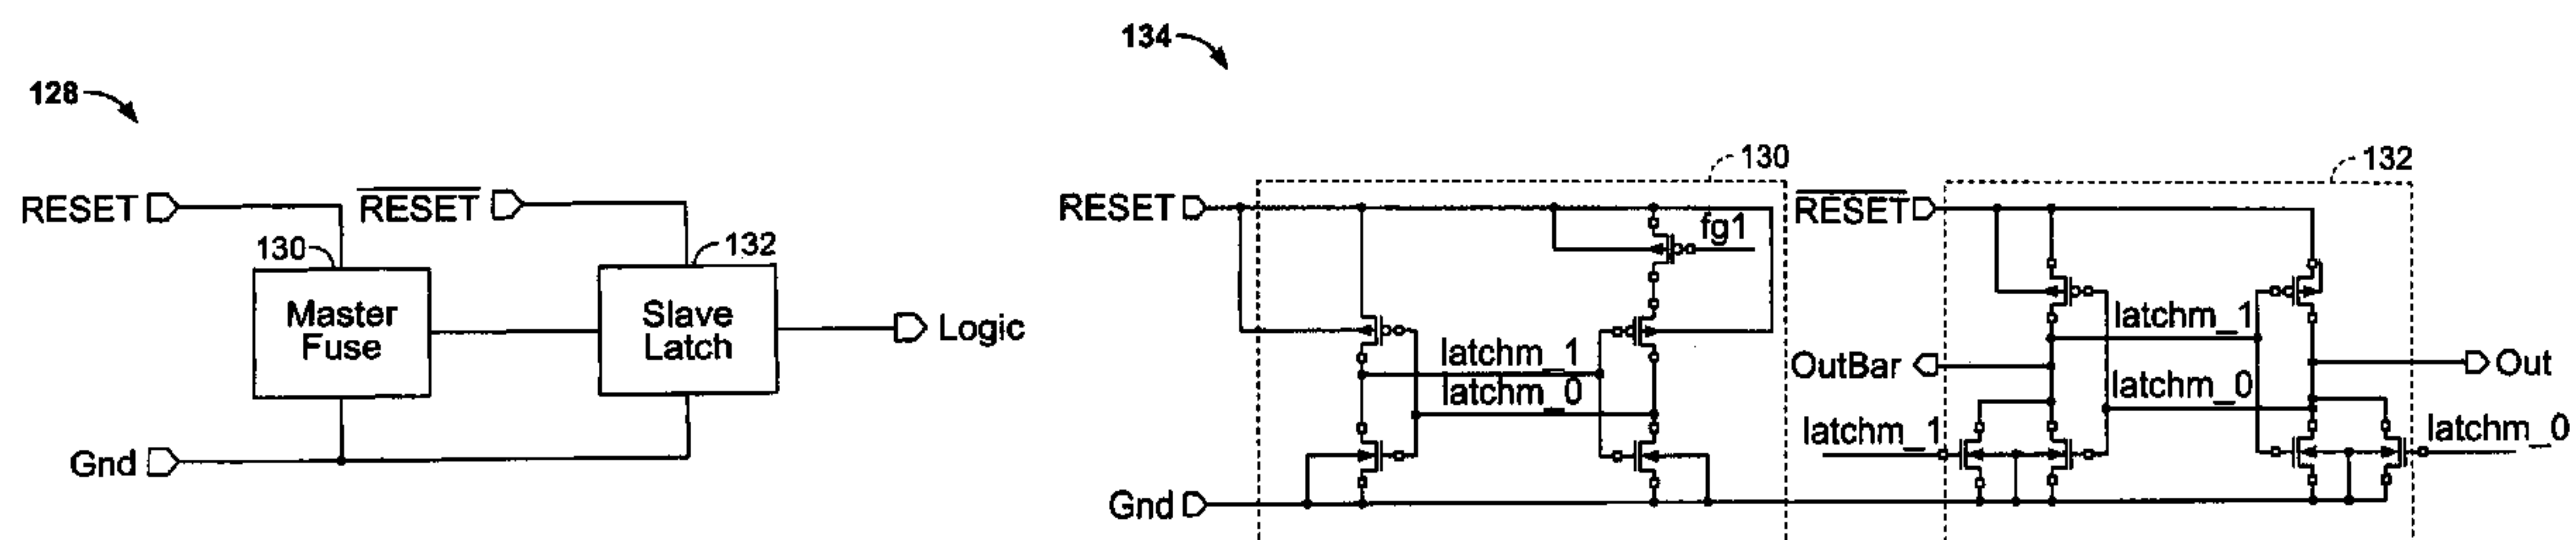 128
RESET
RESET
130
132
Master
Fuse
Slave
Latch
Logic
Gnd
134
130
132
RESET
fg1
RESET
latchm_1
latchm_0
latchm_1
OutBar
Out
latchm_0
latchm_1
latchm_0
Gnd